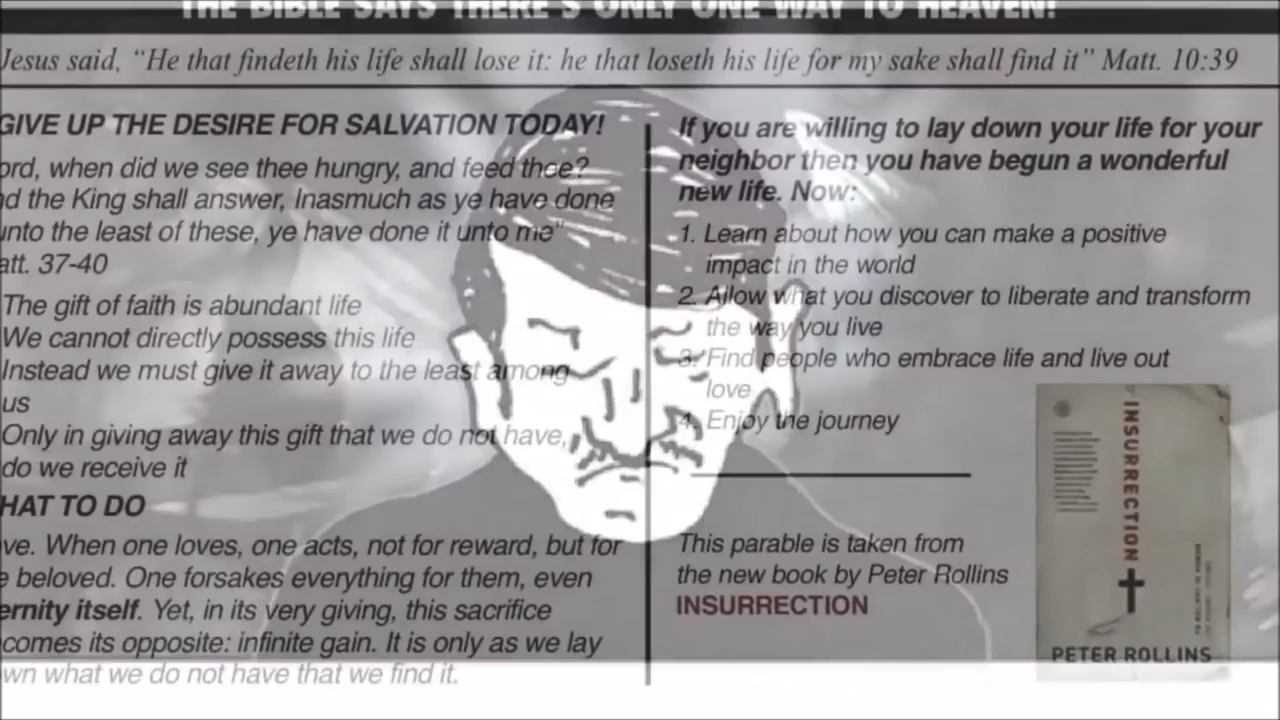 THE BIBLE SAYS THERE'S ONLY ONE WAY TO HEAVEN!
Jesus said, “He that findeth his life shall lose it: he that loseth his life for my sake shall find it” Matt. 10:39
GIVE UP THE DESIRE FOR SALVATION TODAY!
ord, when did we see thee hungry, and feed thee?
nd the King shall answer, Inasmuch as ye have done
unto the least of these, ye have done it unto me”
att. 37-40
The gift of faith is abundant life
We cannot directly possess this life
Instead we must give it away to the least among
us
Only in giving away this gift that we do not have,
do we receive it
HAT TO DO
ve. When one loves, one acts, not for reward, but for
e beloved. One forsakes everything for them, even
ernity itself. Yet, in its very giving, this sacrifice
comes its opposite: infinite gain. It is only as we lay
own what we do not have that we find it.
If you are willing to lay down your life for your
neighbor then you have begun a wonderful
new life. Now:
1. Learn about how you can make a positive
impact in the world
2. Allow what you discover to liberate and transform
the way you live
3. Find people who embrace life and live out
love
4. Enjoy the journey
This parable is taken from
the new book by Peter Rollins
INSURRECTION
INSURRECTION
PETER ROLLINS